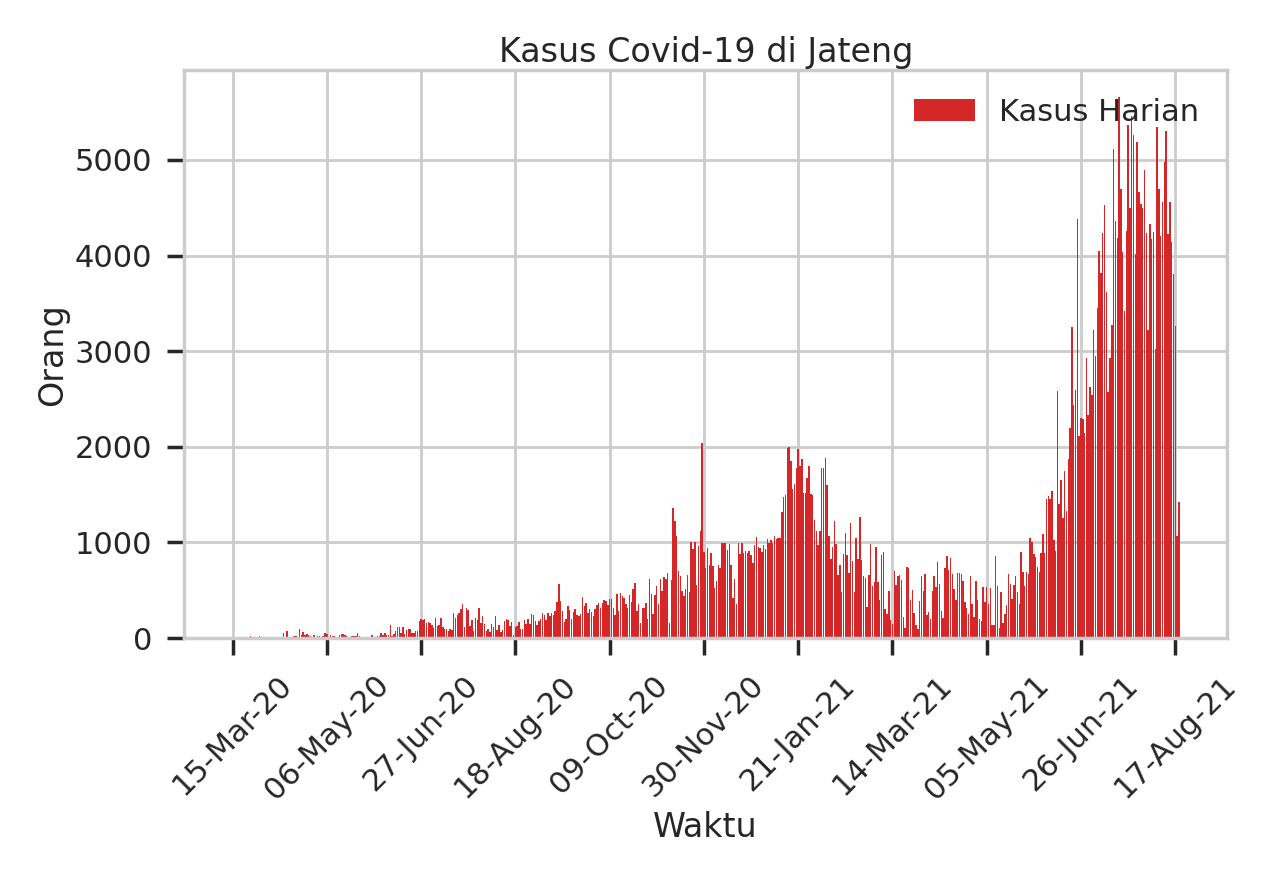 Kasus Covid-19 di Jateng
Kasus Harian
Orang
5000
4000
3000
2000
1000
0
15-Mar-20
06-May-20
27-Jun-20
18-Aug-20
09-Oct-20
30-Nov-20
21-Jan-21
14-Mar-21
05-May-21
26-Jun-21
17-Aug-21
Waktu